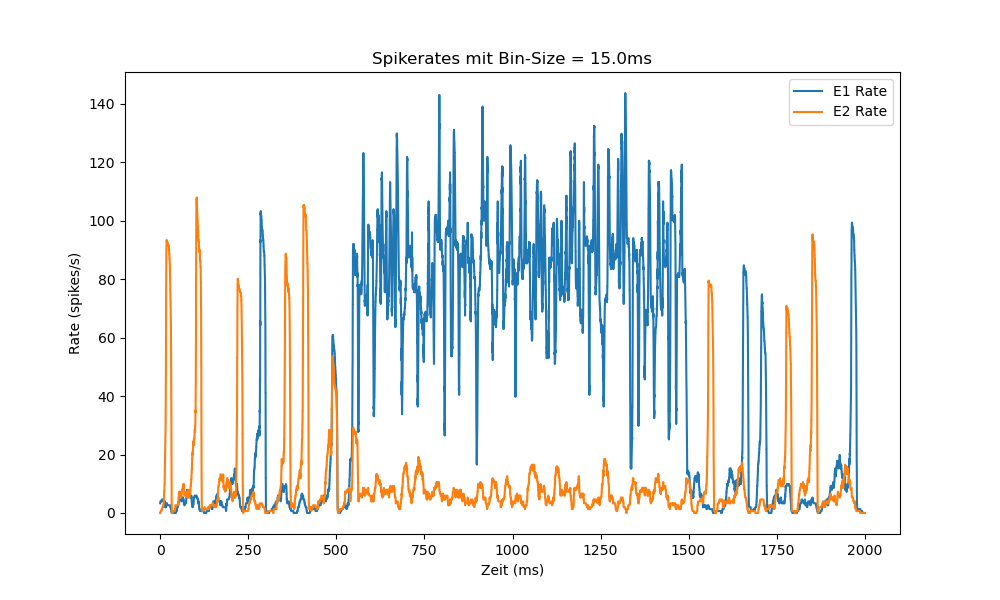 Spikerates mit Bin-Size = 15.0ms
E1 Rate
E2 Rate
140
120
100
80
60
40
20
0
Rate (spikes/s)
0 250 500 750 1000 1250 1500 1750 2000
Zeit (ms)